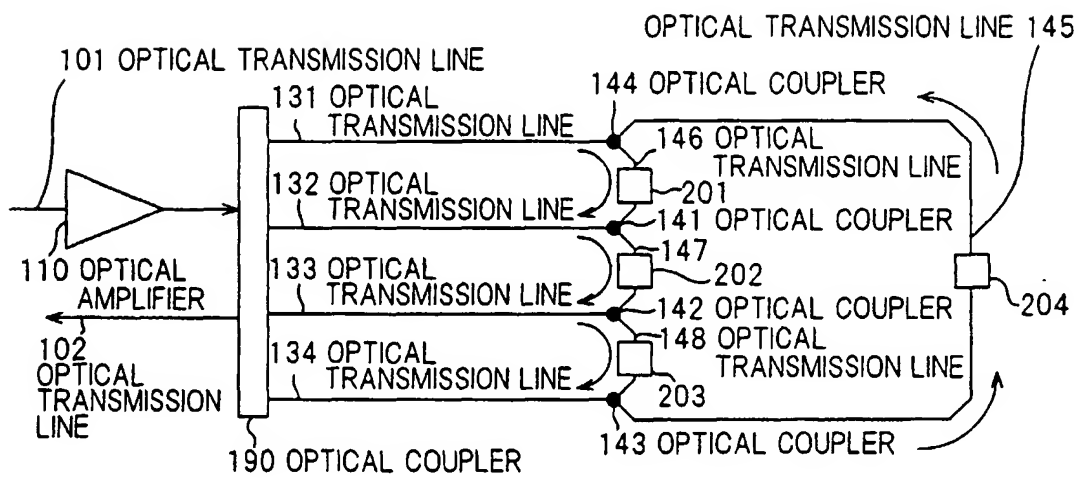 OPTICAL TRANSMISSION LINE 145
101 OPTICAL TRANSMISSION LINE
144 OPTICAL COUPLER
131 OPTICAL
TRANSMISSION LINE
146 OPTICAL
TRANSMISSION LINE
201
132 OPTICAL
TRANSMISSION LINE
141 OPTICAL COUPLER
147
110 OPTICAL
AMPLIFIER
133 OPTICAL
TRANSMISSION LINE
202
204
142 OPTICAL COUPLER
102
OPTICAL
TRANSMISSION
LINE
134 OPTICAL
TRANSMISSION LINE
148 OPTICAL
TRANSMISSION LINE
203
143 OPTICAL COUPLER
190 OPTICAL COUPLER